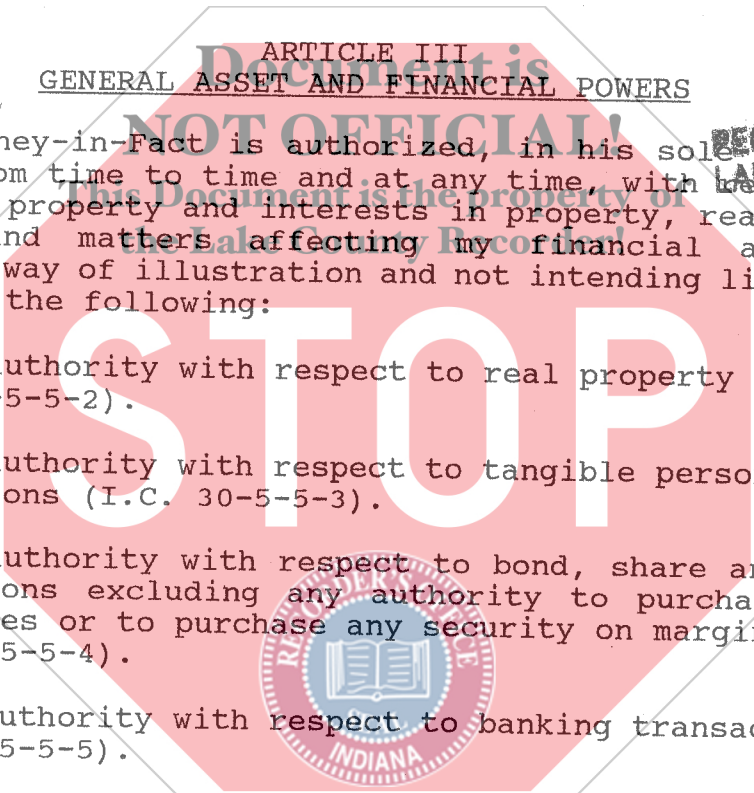 ARTICLE III
GENERAL ASSET AND FINANCIAL POWERS
ney-in-Fact is authorized, in his sole
om time to time and at any time, with
property and interests in property, rea
nd matters affecting my financial a
way of illustration and not intending li
the following:
uthority with respect to real property
5-5-2).
uthority with respect to tangible perso
ons (I.C. 30-5-5-3).
uthority with respect to bond, share a
ons excluding any authority to purcha
es or to purchase any security on margi
5-5-4).
uthority with respect to banking transa
5-5-5).
Document is
NOT OFFICIAL!
This Document is the property of
the Lake County Recorder!
STOP
RECORDER'S OFFICE
SEAL
INDIANA